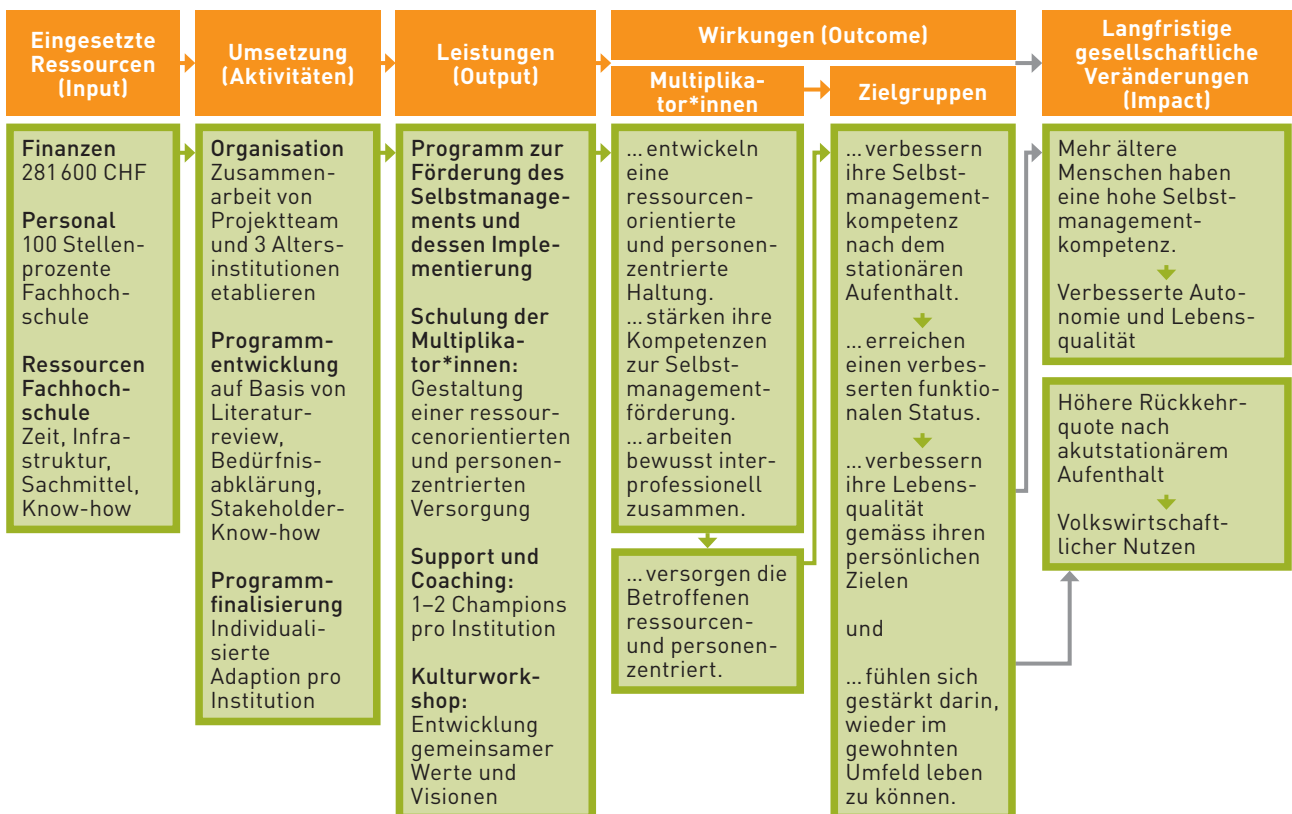 Eingesetzte
Ressourcen
(Input)
Umsetzung
(Aktivitäten)
Leistungen
(Output)
Wirkungen (Outcome)
Multiplika-
tor*innen
Zielgruppen
Langfristige
gesellschaftliche
Veränderungen
(Impact)
Finanzen
281 600 CHF
Personal
100 Stellen-
prozente
Fachhoch-
schule
Ressourcen
Fachhoch-
schule
Zeit, Infra-
struktur,
Sachmittel,
Know-how
Organisation
Zusammen-
arbeit von
Projektteam
und 3 Alters-
institutionen
etablieren
Programm-
entwicklung
auf Basis von
Literatur-
review,
Bedürfnis-
abklärung,
Stakeholder-
Know-how
Programm-
finalisierung
Individuali-
sierte
Adaption pro
Institution
Programm zur
Förderung des
Selbstmanage-
ments und
dessen Imple-
mentierung
Schulung der
Multiplika-
tor*innen:
Gestaltung
einer ressour-
cenorientierten
und personen-
zentrierten
Versorgung
Support und
Coaching:
1–2 Champions
pro Institution
Kulturwork-
shop:
Entwicklung
gemeinsamer
Werte und
Visionen
... entwickeln
eine
ressourcen-
orientierte
und personen-
zentrierte
Haltung.
... stärken ihre
Kompetenzen
zur Selbst-
management-
förderung.
... arbeiten
bewusst inter-
professionell
zusammen.
... versorgen die
Betroffenen
ressourcen-
und personen-
zentriert.
... verbessern
ihre Selbst-
management-
kompetenz
nach dem
stationären
Aufenthalt.
... erreichen
einen verbes-
serten funktio-
nalen Status.
... verbessern
ihre Lebens-
qualität
gemäss ihren
persönlichen
Zielen
und
... fühlen sich
gestärkt darin,
wieder im
gewohnten
Umfeld leben
zu können.
Mehr ältere
Menschen haben
eine hohe Selbst-
management-
kompetenz.
Verbesserte Auto-
nomie und Lebens-
qualität
Höhere Rückkehr-
quote nach
akutstationärem
Aufenthalt
Volkswirtschaft-
licher Nutzen